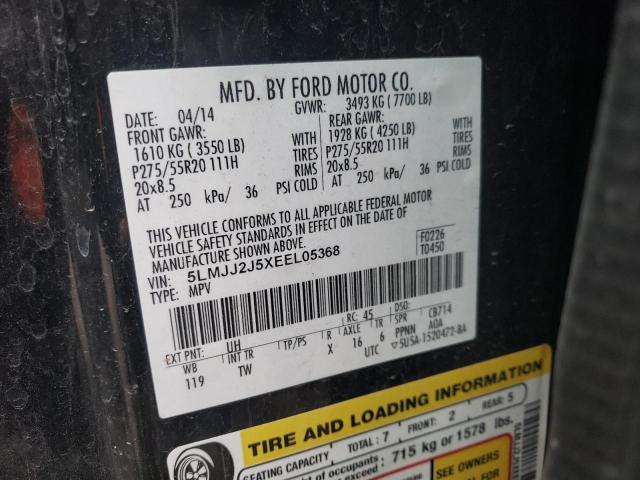 MFD. BY FORD MOTOR CO.
DATE: 04/14 GVWR: 3493 KG ( 7700 LB)
FRONT GAWR: WITH REAR GAWR: WITH
1610 KG ( 3550 LB) TIRES 1928 KG ( 4250 LB) TIRES
P275/55R20 111H RIMS P275/55R20 111H RIMS
20x8.5 20x8.5
AT 250 kPa/ 36 PSI COLD AT 250 kPa/ 36 PSI COLD
THIS VEHICLE CONFORMS TO ALL APPLICABLE FEDERAL MOTOR
VEHICLE SAFETY STANDARDS IN EFFECT ON THE DATE OF
MANUFACTURE SHOWN ABOVE.
VIN: 5LMJJ2J5XEEL05368 F0226
TYPE: MPV T0450
EXT PNT: UH RC: 45 DSO:
WB INT TR TP/PS R AXLE TR SPR CB714
119 TW X 16 6 PPNN AOA
UTC ▽5U5A-1520472-BA
TIRE AND LOADING INFORMATION
SEATING CAPACITY TOTAL: 7 FRONT: 2 REAR: 5
of occupants 715 kg or 1578 lbs.
exceed :
SEE OWNERS
FOR